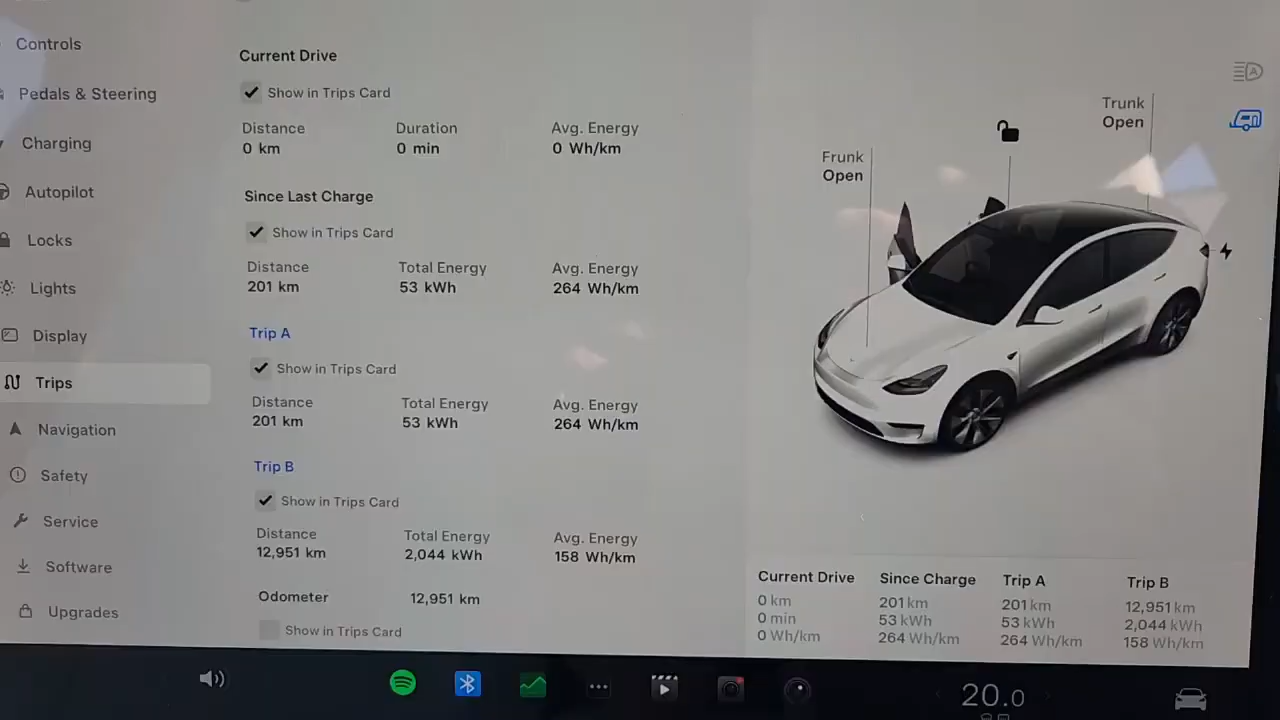 Controls
Pedals & Steering
Charging
Autopilot
Locks
Lights
Display
Trips
Navigation
Safety
Service
Software
Upgrades
Current Drive
Show in Trips Card
Distance Duration Avg. Energy
0 km 0 min 0 Wh/km
Since Last Charge
Show in Trips Card
Distance Total Energy Avg. Energy
201 km 53 kWh 264 Wh/km
Trip A
Show in Trips Card
Distance Total Energy Avg. Energy
201 km 53 kWh 264 Wh/km
Trip B
Show in Trips Card
Distance Total Energy Avg. Energy
12,951 km 2,044 kWh 158 Wh/km
Odometer 12,951 km
Show in Trips Card
Frunk
Open
Trunk
Open
A
Current Drive Since Charge Trip A Trip B
0 km 201 km 201 km 12,951 km
0 min 53 kWh 53 kWh 2,044 kWh
0 Wh/km 264 Wh/km 264 Wh/km 158 Wh/km
20.0